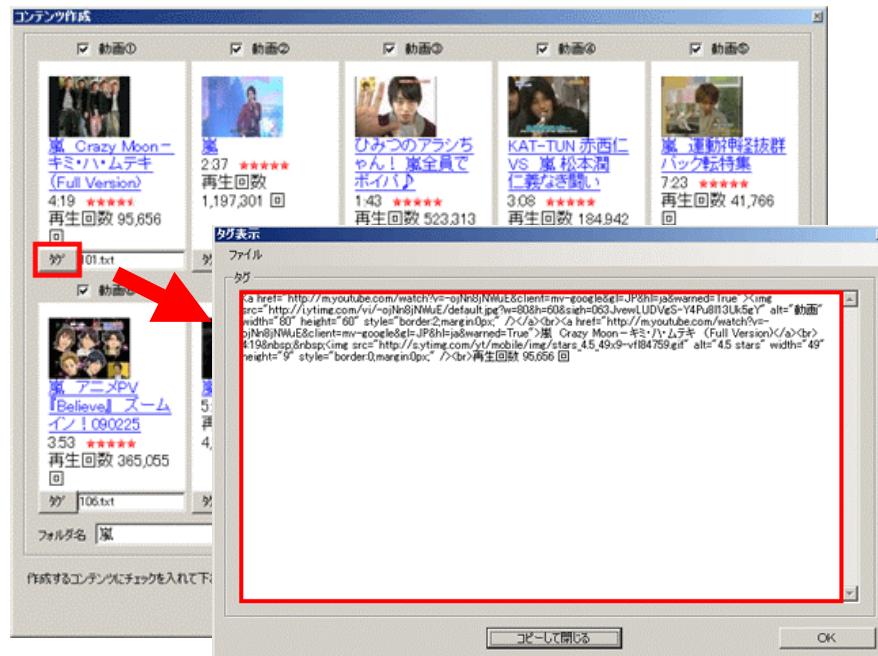 コンテンツ作成
動画①
動画②
動画③
動画④
動画⑤
嵐 Crazy Moon－
キミ・ハ・ムテキ
(Full Version)
4:19 ★★★★★
再生回数 95,656
回
嵐
2:37 ★★★★★
再生回数
1,197,301 回
ひみつのアラシち
ゃん！ 嵐全員で
ボイパ♪
1:43 ★★★★★
再生回数 523,313
KAT-TUN 赤西仁
VS 嵐 松本潤
仁義なき闘い
3:08 ★★★★★
再生回数 184,942
嵐 運動神経抜群
バック転特集
7:23 ★★★★★
再生回数 41,766
回
ﾀｸﾞ 101.txt
動画
嵐 アニメPV
『Believe』 ズーム
イン！090225
3:53 ★★★★★
再生回数 365,055
回
ﾀｸﾞ 106.txt
フォルダ名 嵐
作成するコンテンツにチェックを入れて下
タグ表示
ファイル
タグ
<a href="http://m.youtube.com/watch?v=-ojNn8jNWuE&client=mv-google&gl=JP&hl=ja&warned=True"><img
src="http://i.ytimg.com/vi/-ojNn8jNWuE/default.jpg?w=80&h=60&sigh=063JvewLUDVgS-Y4Pu8I13Uk5gY" alt="動画"
width="80" height="60" style="border:2;margin:0px;" /></a><br><a href="http://m.youtube.com/watch?v=-
ojNn8jNWuE&client=mv-google&gl=JP&hl=ja&warned=True">嵐 Crazy Moon－キミ・ハ・ムテキ (Full Version)</a><br>
4:19&nbsp;&nbsp;<img src="http://s.ytimg.com/yt/mobile/img/stars_4.5_49x9-vfl84759.gif" alt="4.5 stars" width="49"
height="9" style="border:0;margin:0px;" /><br>再生回数 95,656 回
コピーして閉じる
OK